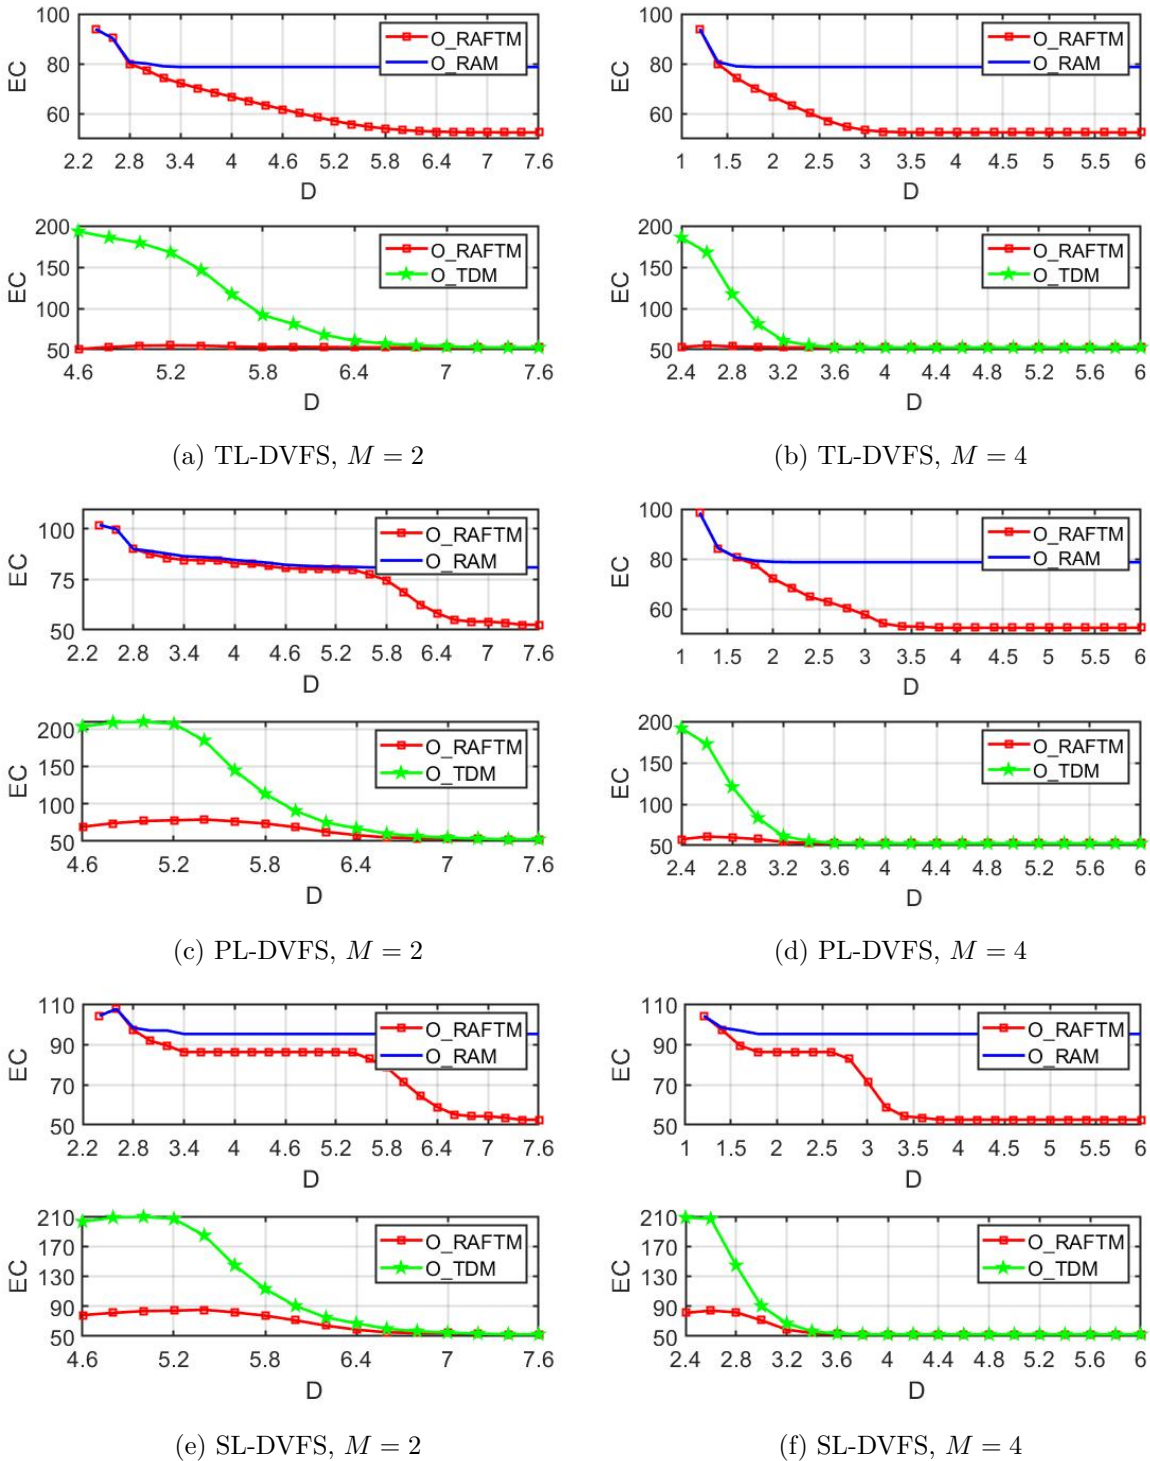 100
80
60
EC
O_RAFTM
O_RAM
2.2 2.8 3.4 4 4.6 5.2 5.8 6.4 7 7.6
D
200
150
100
50
EC
O_RAFTM
O_TDM
4.6 5.2 5.8 6.4 7 7.6
D
(a) TL-DVFS, M = 2
100
80
60
EC
O_RAFTM
O_RAM
1 1.5 2 2.5 3 3.5 4 4.5 5 5.5 6
D
200
150
100
50
EC
O_RAFTM
O_TDM
2.4 2.8 3.2 3.6 4 4.4 4.8 5.2 5.6 6
D
(b) TL-DVFS, M = 4
100
75
50
EC
O_RAFTM
O_RAM
2.2 2.8 3.4 4 4.6 5.2 5.8 6.4 7 7.6
D
200
150
100
50
EC
O_RAFTM
O_TDM
4.6 5.2 5.8 6.4 7 7.6
D
(c) PL-DVFS, M = 2
100
80
60
EC
O_RAFTM
O_RAM
1 1.5 2 2.5 3 3.5 4 4.5 5 5.5 6
D
200
150
100
50
EC
O_RAFTM
O_TDM
2.4 2.8 3.2 3.6 4 4.4 4.8 5.2 5.6 6
D
(d) PL-DVFS, M = 4
110
90
70
50
EC
O_RAFTM
O_RAM
2.2 2.8 3.4 4 4.6 5.2 5.8 6.4 7 7.6
D
210
170
130
90
50
EC
O_RAFTM
O_TDM
4.6 5.2 5.8 6.4 7 7.6
D
(e) SL-DVFS, M = 2
110
90
70
50
EC
O_RAFTM
O_RAM
1 1.5 2 2.5 3 3.5 4 4.5 5 5.5 6
D
210
170
130
90
50
EC
O_RAFTM
O_TDM
2.4 2.8 3.2 3.6 4 4.4 4.8 5.2 5.6 6
D
(f) SL-DVFS, M = 4